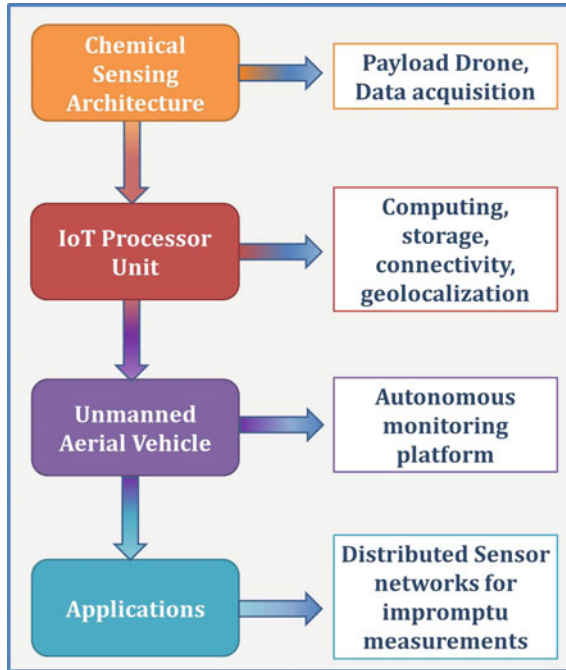 Chemical
Sensing
Architecture
Payload Drone,
Data acquisition
IoT Processor
Unit
Computing,
storage,
connectivity,
geolocalization
Unmanned
Aerial Vehicle
Autonomous
monitoring
platform
Applications
Distributed Sensor
networks for
impromptu
measurements